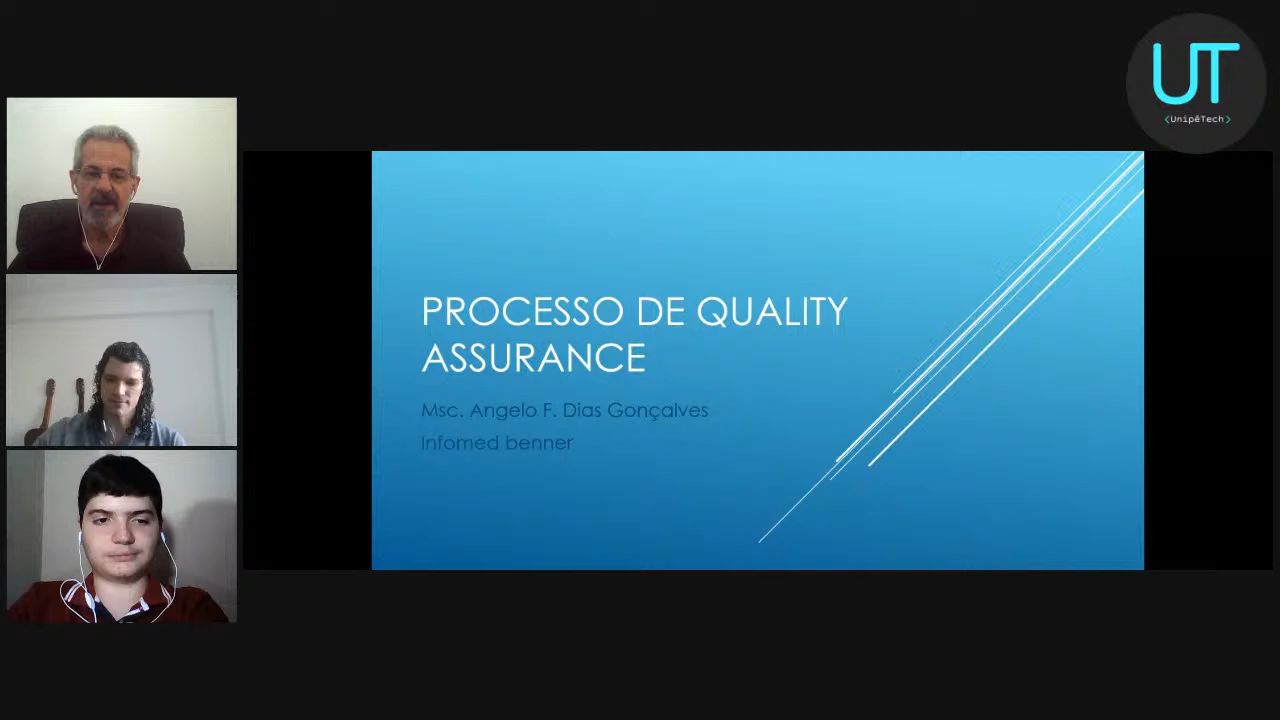 UT
<UnipêTech>
PROCESSO DE QUALITY
ASSURANCE
Msc. Angelo F. Dias Gonçalves
Infomed benner